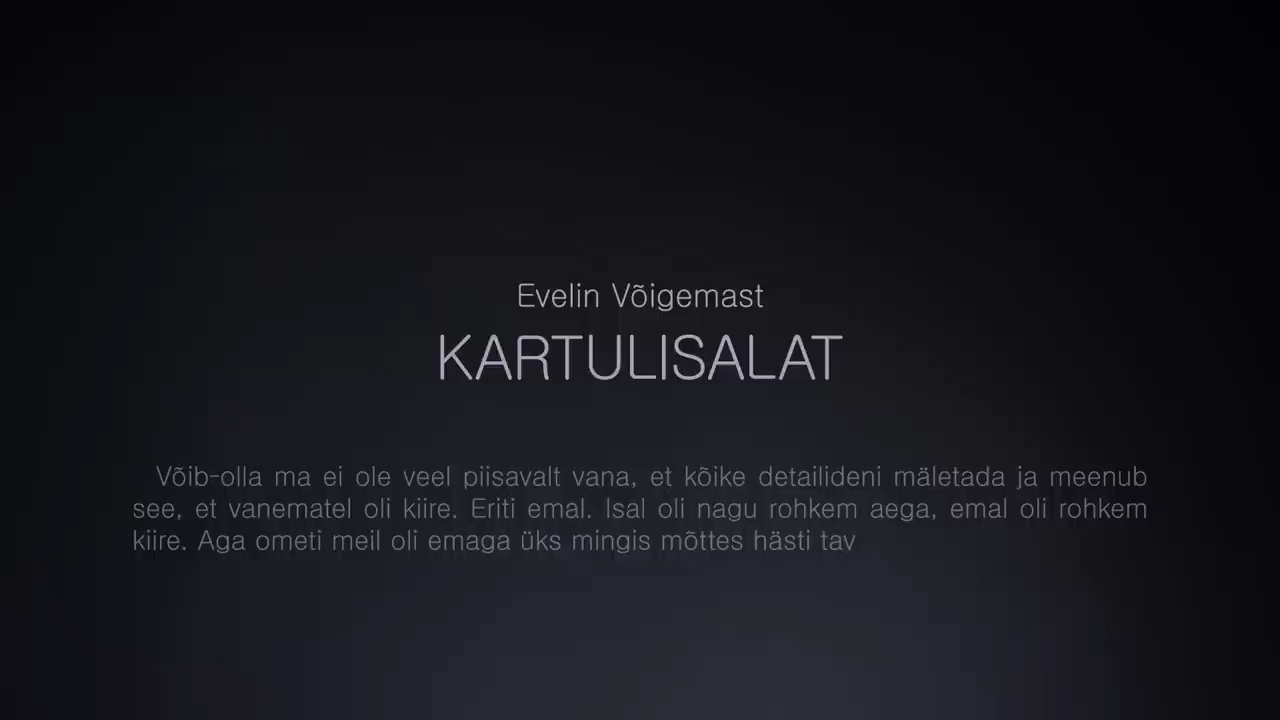 Evelin Võigemast
KARTULISALAT
Võib-olla ma ei ole veel piisavalt vana, et kõike detailideni mäletada ja meenub
see, et vanematel oli kiire. Eriti emal. Isal oli nagu rohkem aega, emal oli rohkem
kiire. Aga ometi meil oli emaga üks mingis mõttes hästi tav